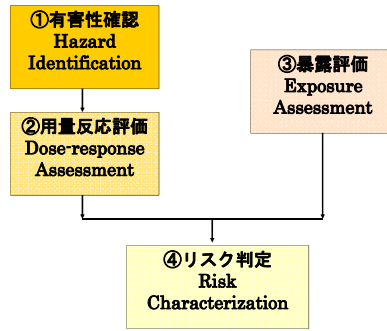 ①有害性確認
Hazard
Identification
②用量反応評価
Dose-response
Assessment
③暴露評価
Exposure
Assessment
④リスク判定
Risk
Characterization